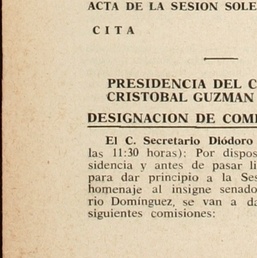 ACTA DE LA SESION SOLE
CITA
PRESIDENCIA DEL C
CRISTOBAL GUZMAN
DESIGNACION DE COMI
El C. Secretario Diódoro
las 11:30 horas): Por dispos
sidencia y antes de pasar li
para dar principio a la Ses
homenaje al insigne senado
rio Domínguez, se van a da
siguientes comisiones: